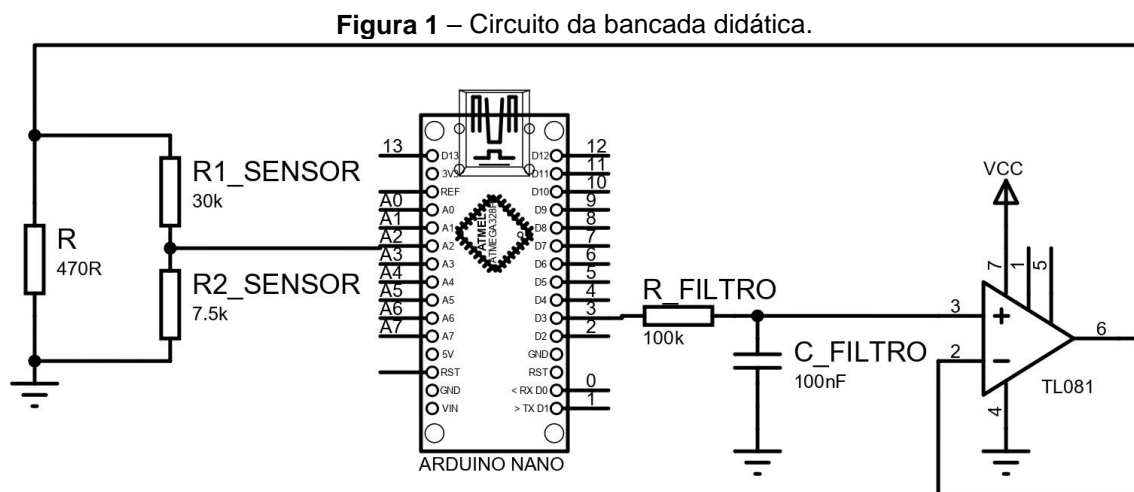 Figura 1 – Circuito da bancada didática.
R
470R
R1_SENSOR
30k
R2_SENSOR
7.5k
13
A0
A1
A2
A3
A4
A5
A6
A7
D13
3V3
REF
A0
A1
A2
A3
A4
A5
A6
A7
5V
RST
GND
VIN
ATMEL
ATMEGA328P
D12
D11
D10
D9
D8
D7
D6
D5
D4
D3
D2
GND
RST
< RX D0
> TX D1
12
11
10
9
8
7
6
5
4
3
2
0
1
ARDUINO NANO
R_FILTRO
100k
C_FILTRO
100nF
VCC
7
1
5
3
2
6
4
TL081